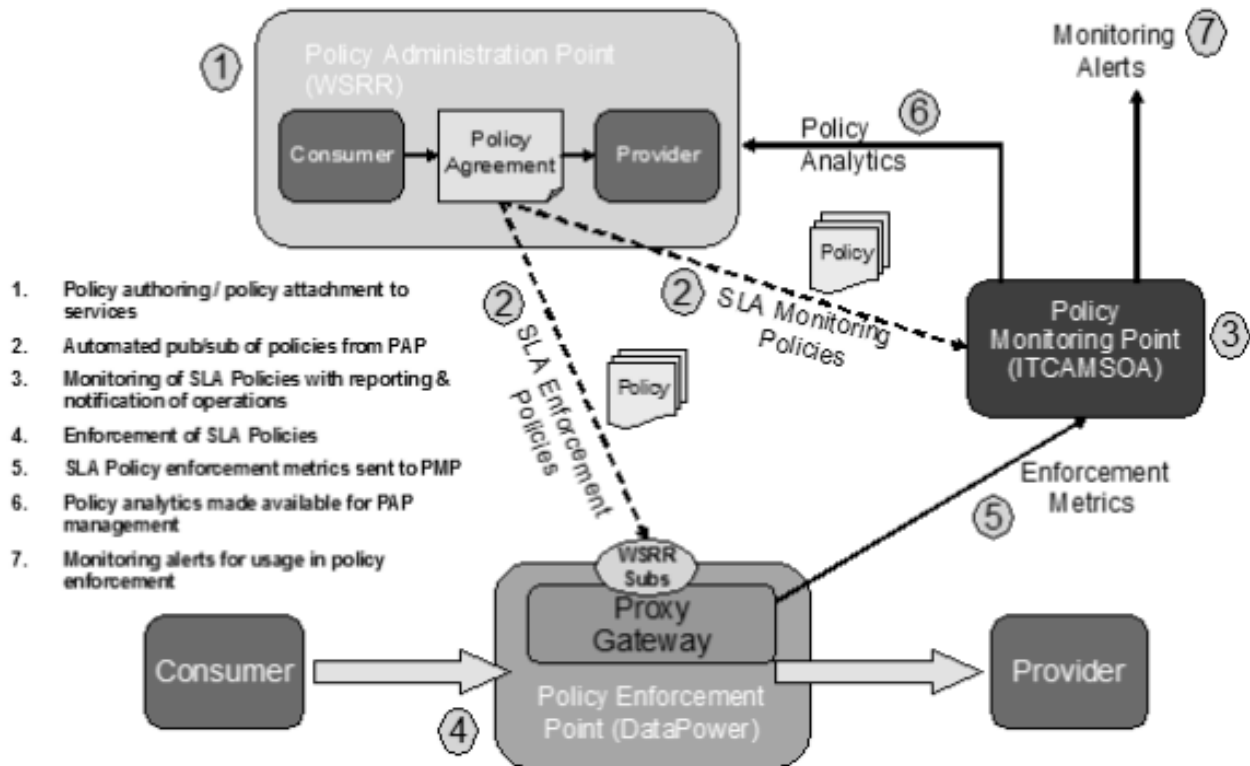 Policy Administration Point
(WSRR)
1
Consumer
Policy
Agreement
Provider
Monitoring
Alerts
7
6
Policy
Analytics
Policy
2
SLA Monitoring
Policies
2
SLA Enforcement
Policies
Policy
Policy
Monitoring Point
(ITCAMSOA)
3
1. Policy authoring / policy attachment to
services
2. Automated pub/sub of policies from PAP
3. Monitoring of SLA Policies with reporting &
notification of operations
4. Enforcement of SLA Policies
5. SLA Policy enforcement metrics sent to PMP
6. Policy analytics made available for PAP
management
7. Monitoring alerts for usage in policy
enforcement
Enforcement
Metrics
5
WSRR
Subs
Proxy
Gateway
Consumer
4
Policy Enforcement
Point (DataPower)
Provider